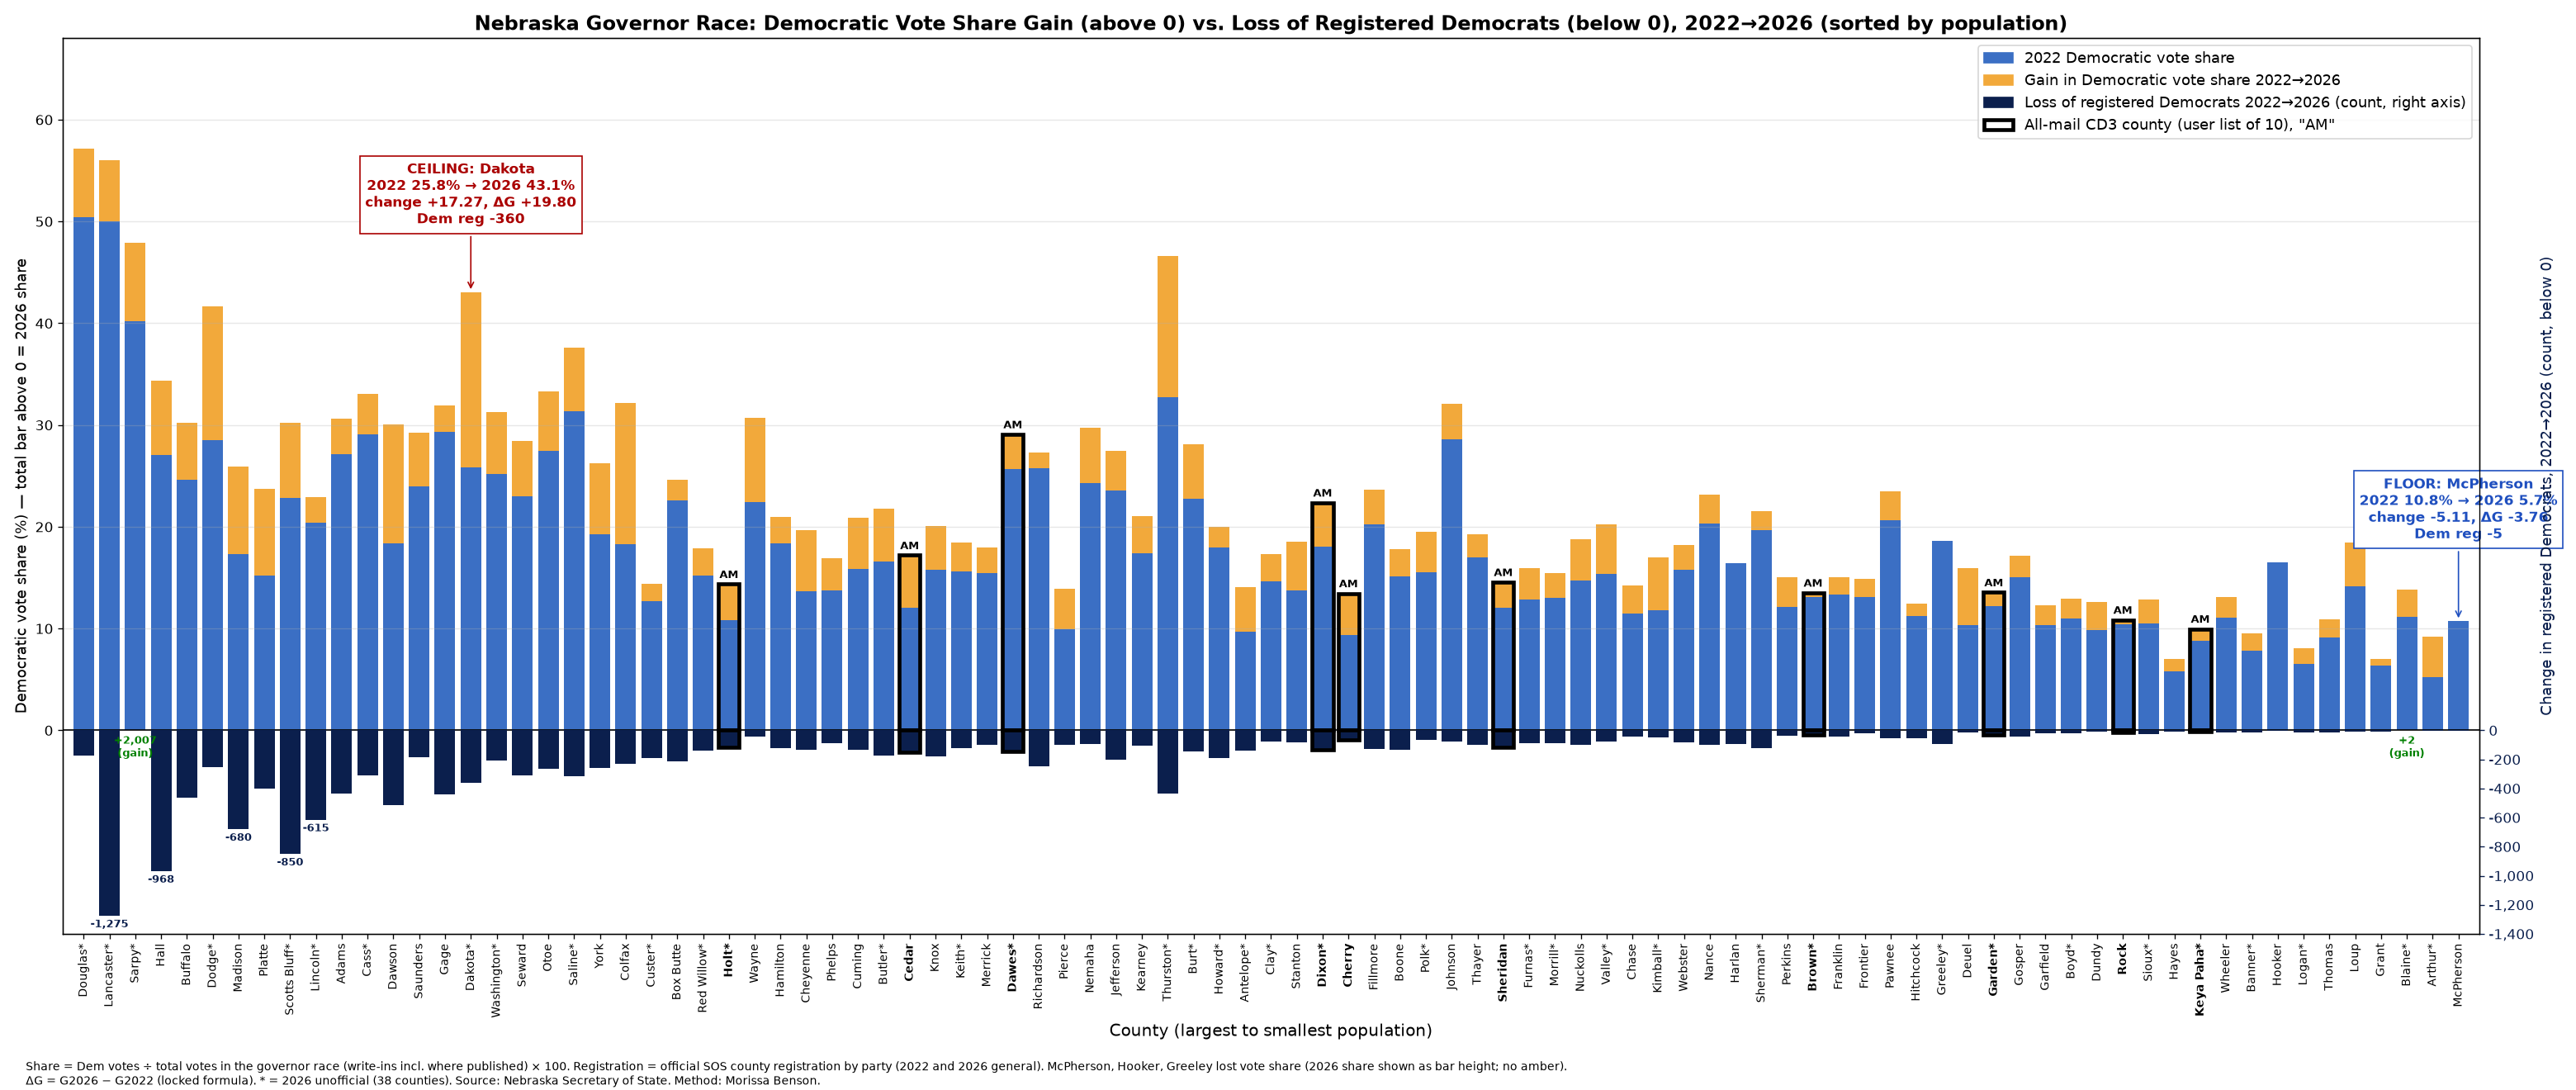 Nebraska Governor Race: Democratic Vote Share Gain (above 0) vs. Loss of Registered Democrats (below 0), 2022→2026 (sorted by population)
2022 Democratic vote share
Gain in Democratic vote share 2022→2026
Loss of registered Democrats 2022→2026 (count, right axis)
All-mail CD3 county (user list of 10), "AM"
Democratic vote share (%) — total bar above 0 = 2026 share
60
50
40
30
20
10
0
CEILING: Dakota
2022 25.8% → 2026 43.1%
change +17.27, ΔG +19.80
Dem reg -360
FLOOR: McPherson
2022 10.8% → 2026 5.7%
change -5.11, ΔG -3.76
Dem reg -5
Change in registered Democrats, 2022→2026 (count, below 0)
AM
AM
AM
AM
AM
AM
AM
AM
AM
AM
+2,007
(gain)
+2
(gain)
-1,275
-968
-680
-850
-615
0
-200
-400
-600
-800
-1,000
-1,200
-1,400
Douglas*
Lancaster*
Sarpy*
Hall
Buffalo
Dodge*
Madison
Platte
Scotts Bluff*
Lincoln*
Adams
Cass*
Dawson
Saunders
Gage
Dakota*
Washington*
Seward
Otoe
Saline*
York
Colfax
Custer*
Box Butte
Red Willow*
Holt*
Wayne
Hamilton
Cheyenne
Phelps
Cuming
Butler*
Cedar
Knox
Keith*
Merrick
Dawes*
Richardson
Pierce
Nemaha
Jefferson
Kearney
Thurston*
Burt*
Howard*
Antelope*
Clay*
Stanton
Dixon*
Cherry
Fillmore
Boone
Polk*
Johnson
Thayer
Sheridan
Furnas*
Morrill*
Nuckolls
Valley*
Chase
Kimball*
Webster
Nance
Harlan
Sherman*
Perkins
Brown*
Franklin
Frontier
Pawnee
Hitchcock
Greeley*
Deuel
Garden*
Gosper
Garfield
Boyd*
Dundy
Rock
Sioux*
Hayes
Keya Paha*
Wheeler
Banner*
Hooker
Logan*
Thomas
Loup
Grant
Blaine*
Arthur*
McPherson
County (largest to smallest population)
Share = Dem votes ÷ total votes in the governor race (write-ins incl. where published) × 100. Registration = official SOS county registration by party (2022 and 2026 general). McPherson, Hooker, Greeley lost vote share (2026 share shown as bar height; no amber).
ΔG = G2026 − G2022 (locked formula). * = 2026 unofficial (38 counties). Source: Nebraska Secretary of State. Method: Morissa Benson.